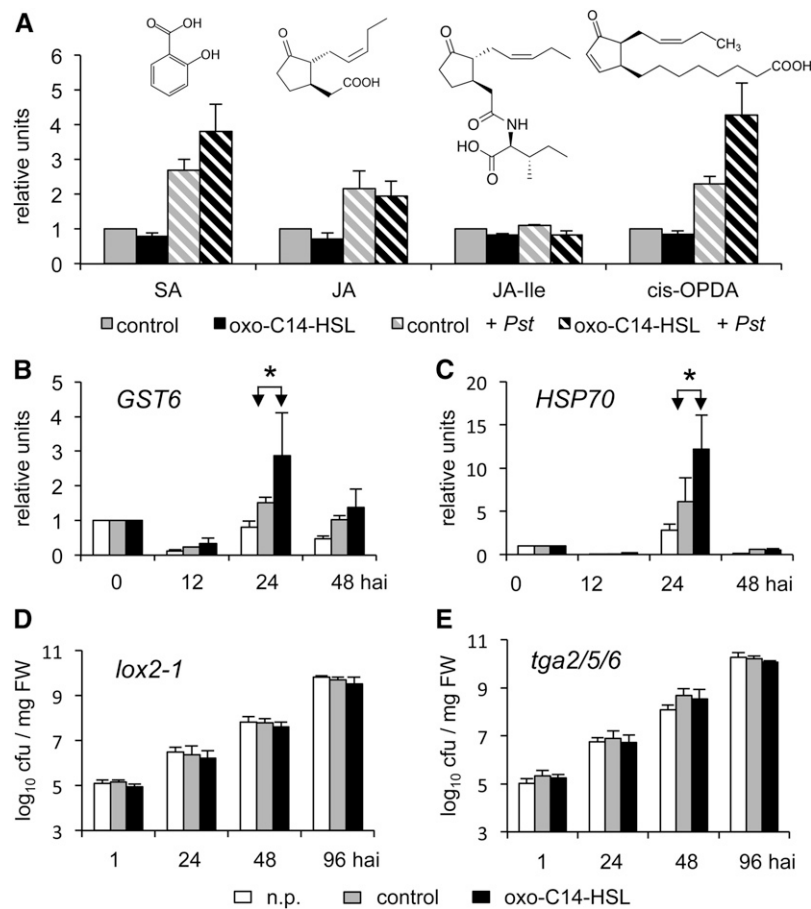 A
6
5
4
3
2
1
0
relative units
O
OH
OH
O
COOH
O
O
NH
HO
O
O
CH3
COOH
SA JA JA-Ile cis-OPDA
control oxo-C14-HSL control + Pst oxo-C14-HSL + Pst
B
GST6
*
5
4
3
2
1
0
relative units
0 12 24 48 hai
C
HSP70
*
20
15
10
5
0
relative units
0 12 24 48 hai
D
lox2-1
11
9
7
5
3
log10 cfu / mg FW
1 24 48 96 hai
E
tga2/5/6
11
9
7
5
3
log10 cfu / mg FW
1 24 48 96 hai
n.p. control oxo-C14-HSL